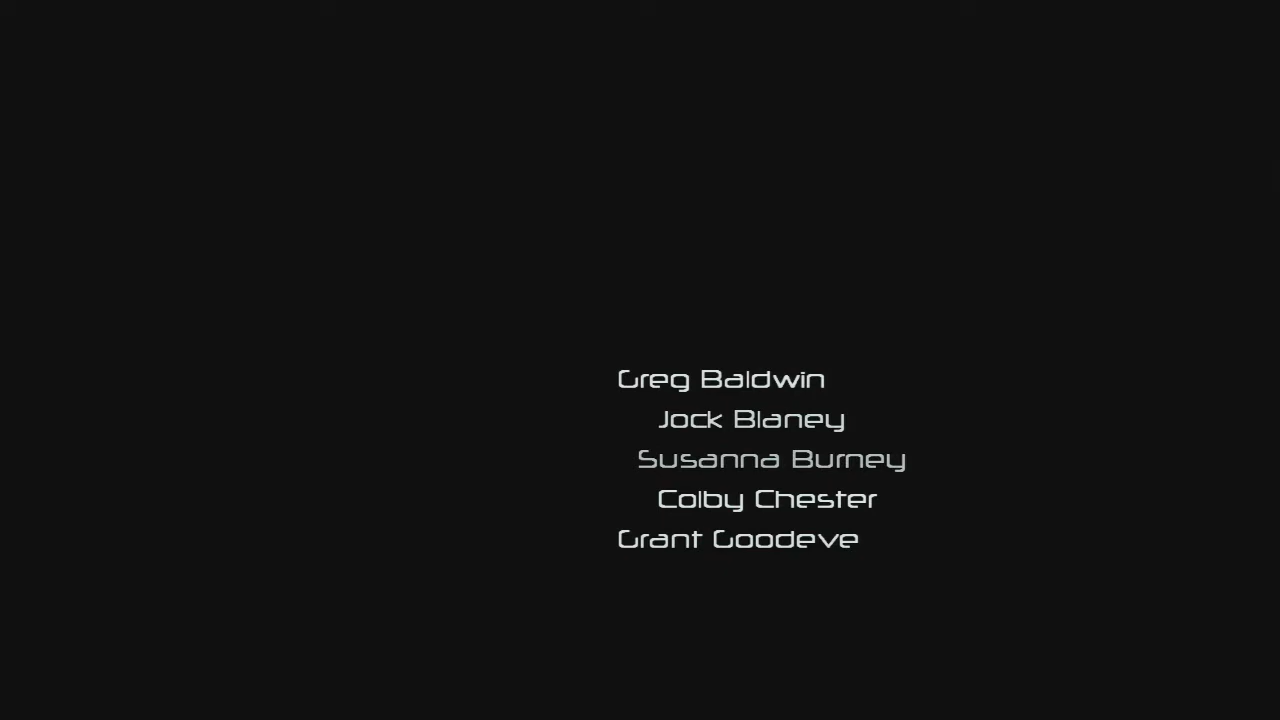 Greg Baldwin
Jock Blaney
Susanna Burney
Colby Chester
Grant Goodeve